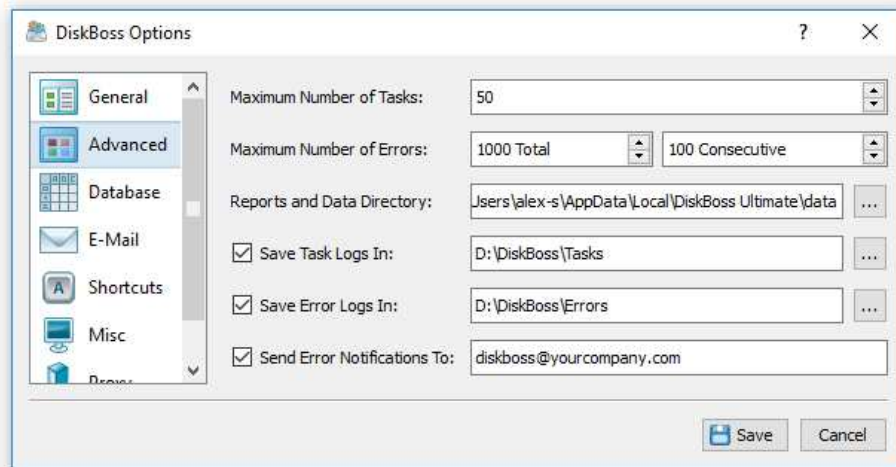 DiskBoss Options
General
Advanced
Database
E-Mail
Shortcuts
Misc
Proxy
Maximum Number of Tasks: 50
Maximum Number of Errors: 1000 Total 100 Consecutive
Reports and Data Directory: Users\alex-s\AppData\Local\DiskBoss Ultimate\data ...
Save Task Logs In: D:\DiskBoss\Tasks ...
Save Error Logs In: D:\DiskBoss\Errors ...
Send Error Notifications To: diskboss@yourcompany.com
Save Cancel